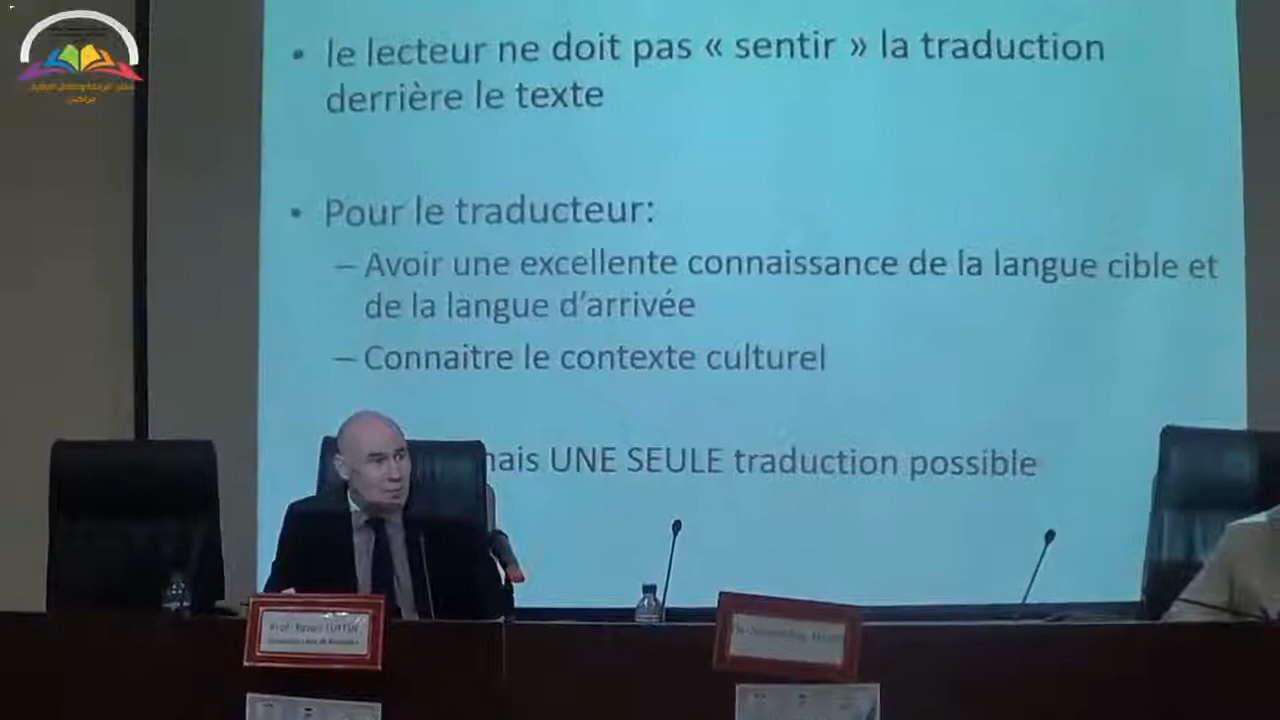 • le lecteur ne doit pas « sentir » la traduction
derrière le texte
• Pour le traducteur:
– Avoir une excellente connaissance de la langue cible et
de la langue d’arrivée
– Connaitre le contexte culturel
mais UNE SEULE traduction possible
Prof.